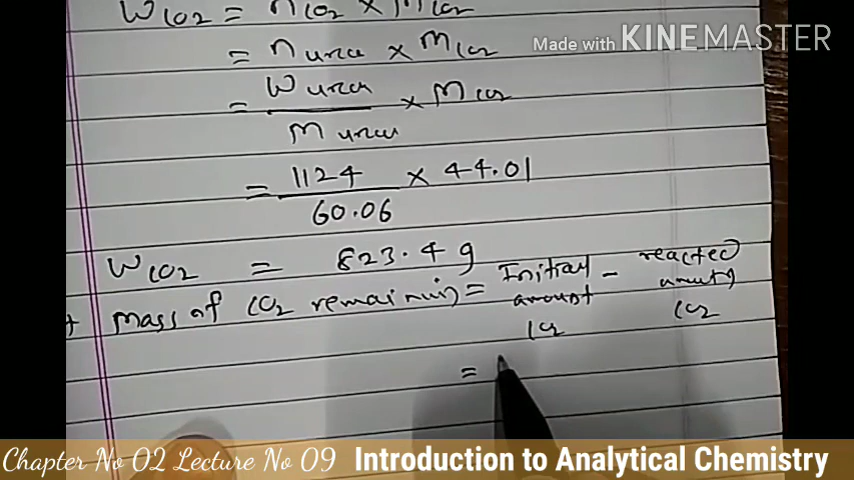 W CO2 = n CO2 × M CO2
Made with KINEMASTER
= n urea × M CO2
= W urea / M urea × M CO2
= 1124 / 60.06 × 44.01
W CO2 = 823.4 g
Mass of CO2 remaining = Initial amount CO2 - reacted amount of CO2
=
Chapter No 02 Lecture No 09 Introduction to Analytical Chemistry